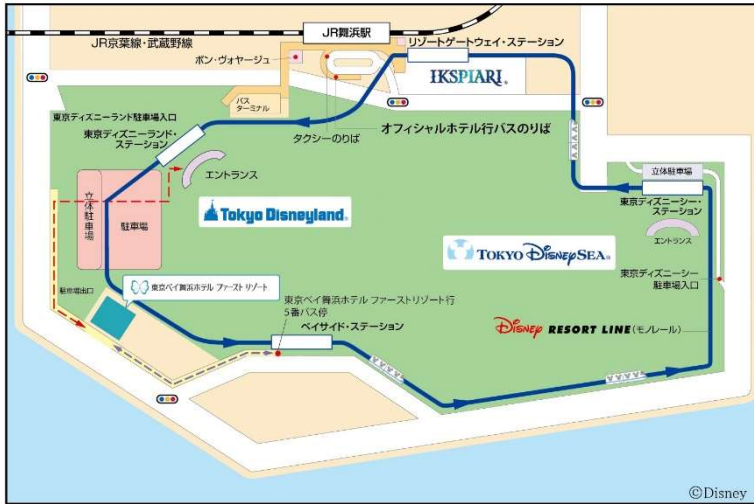 JR舞浜駅
JR京葉線・武蔵野線
リゾートゲートウェイ・ステーション
ボン・ヴォヤージュ
IKSPIARI®
バス
ターミナル
東京ディズニーランド駐車場入口
東京ディズニーランド・
ステーション
タクシーのりば
オフィシャルホテル行バスのりば
エントランス
立体駐車場
駐車場
Tokyo Disneyland®
立体駐車場
東京ディズニーシー・
ステーション
エントランス
TOKYO DISNEYSEA®
東京ディズニーシー
駐車場入口
駐車場出口
東京ベイ舞浜ホテル ファーストリゾート
東京ベイ舞浜ホテル ファーストリゾート行
5番バス停
ベイサイド・ステーション
Disney RESORT LINE(モノレール)
©Disney